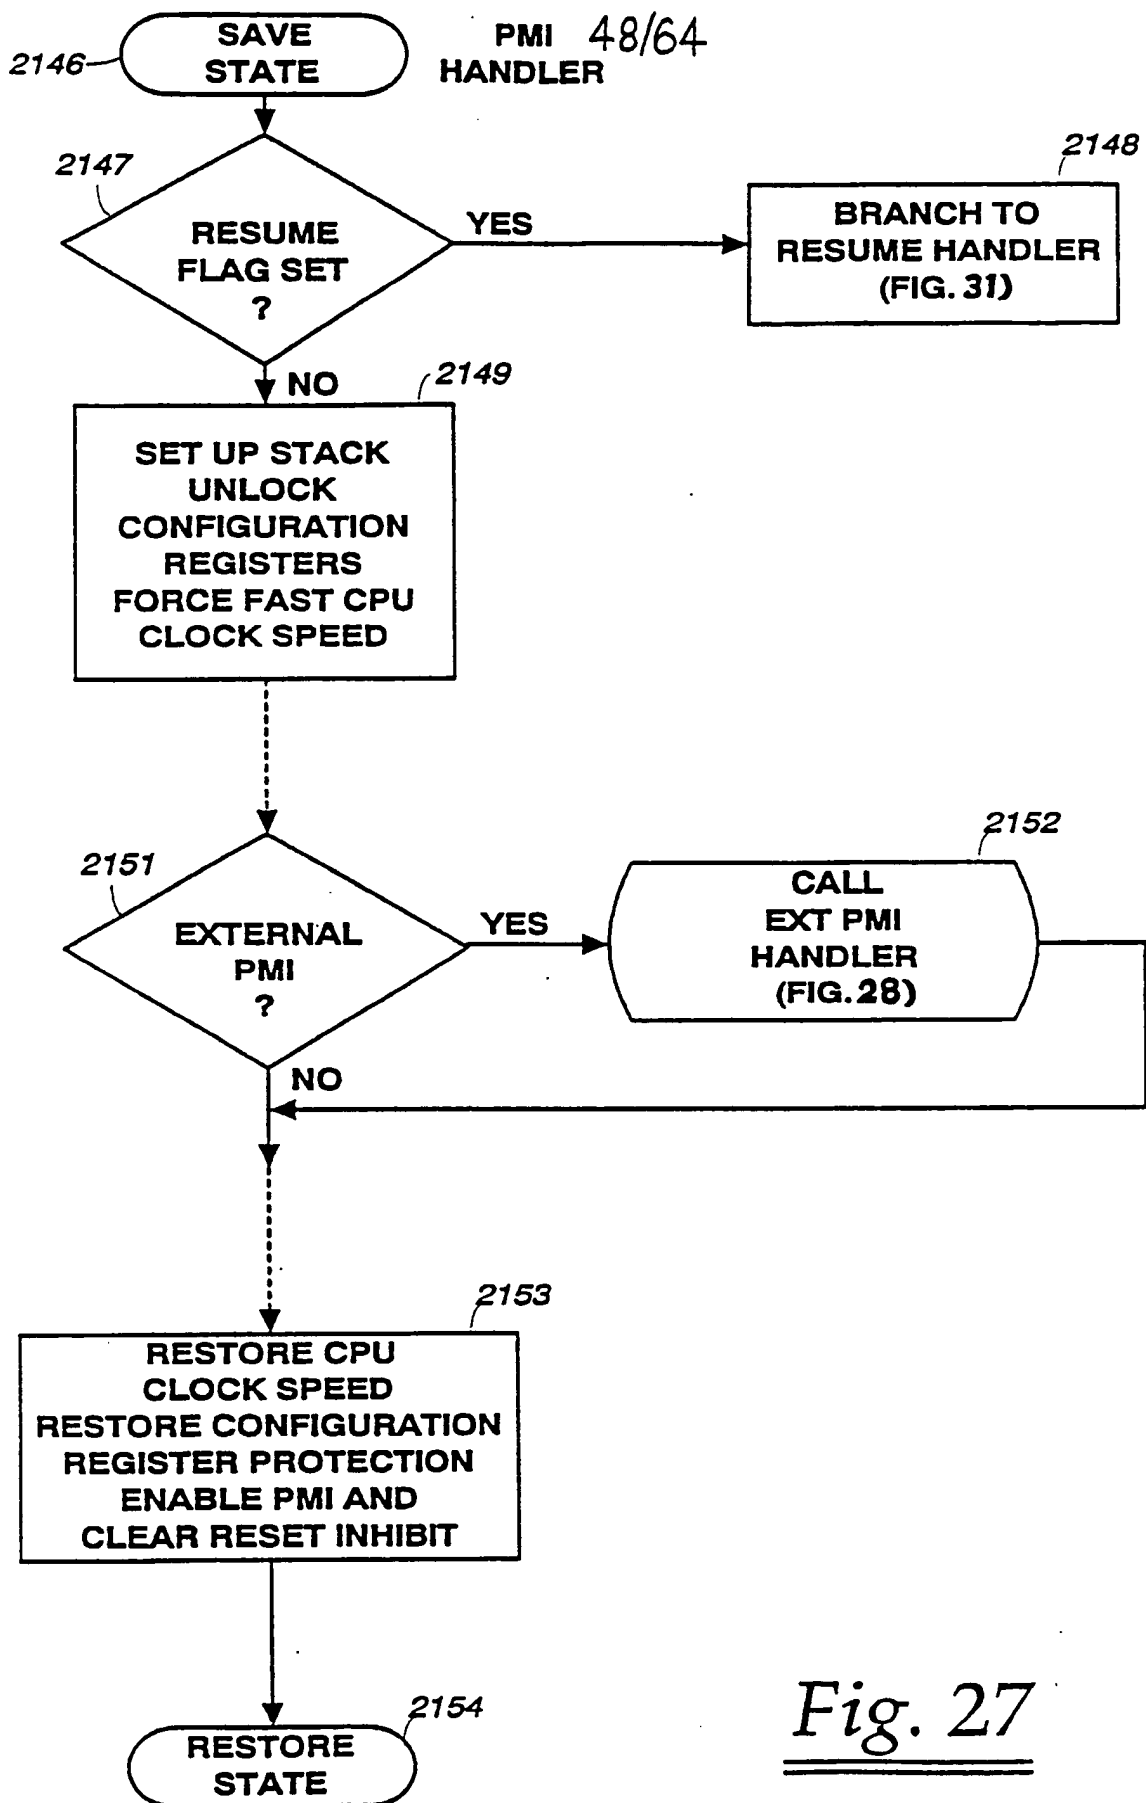 SAVE
STATE
2146
PMI
HANDLER
48/64
2147
RESUME
FLAG SET
?
YES
2148
BRANCH TO
RESUME HANDLER
(FIG. 31)
NO
2149
SET UP STACK
UNLOCK
CONFIGURATION
REGISTERS
FORCE FAST CPU
CLOCK SPEED
2151
EXTERNAL
PMI
?
YES
2152
CALL
EXT PMI
HANDLER
(FIG. 28)
NO
2153
RESTORE CPU
CLOCK SPEED
RESTORE CONFIGURATION
REGISTER PROTECTION
ENABLE PMI AND
CLEAR RESET INHIBIT
2154
RESTORE
STATE
Fig. 27